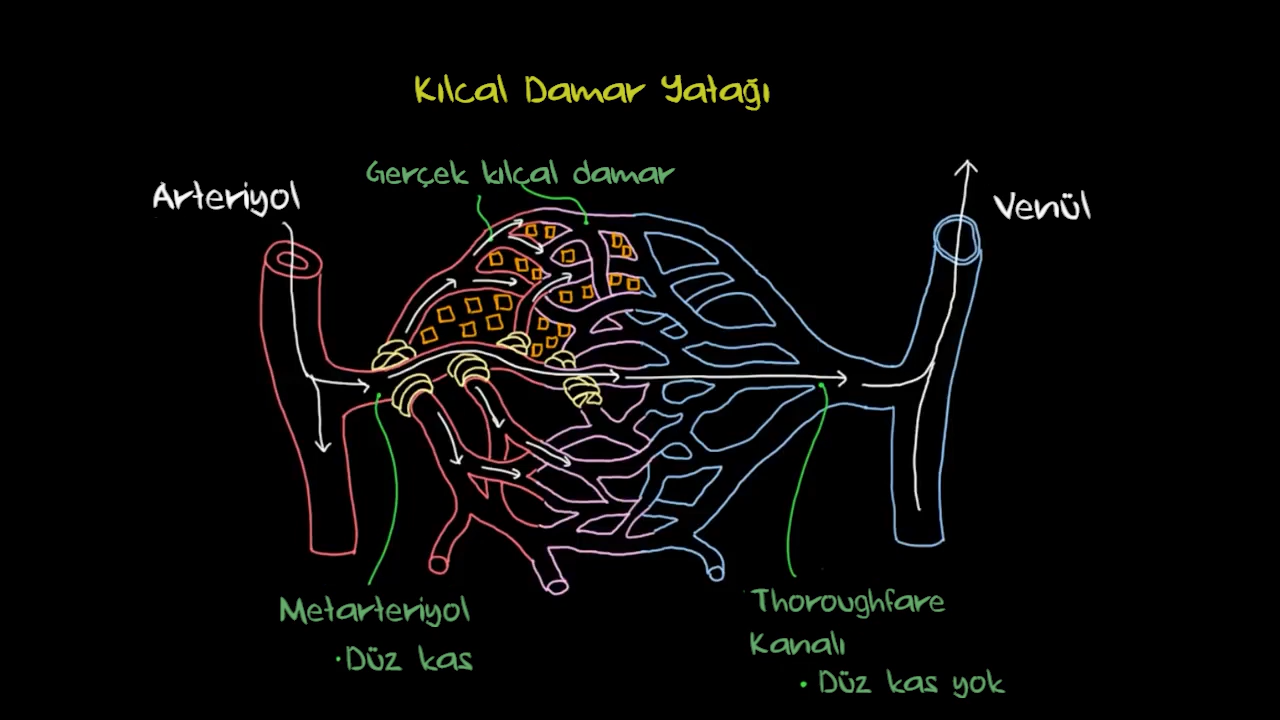 Kılcal Damar Yatağı
Gerçek kılcal damar
Arteriyol
Venül
Metarteriyol
• Düz kas
Thoroughfare
Kanalı
• Düz kas yok